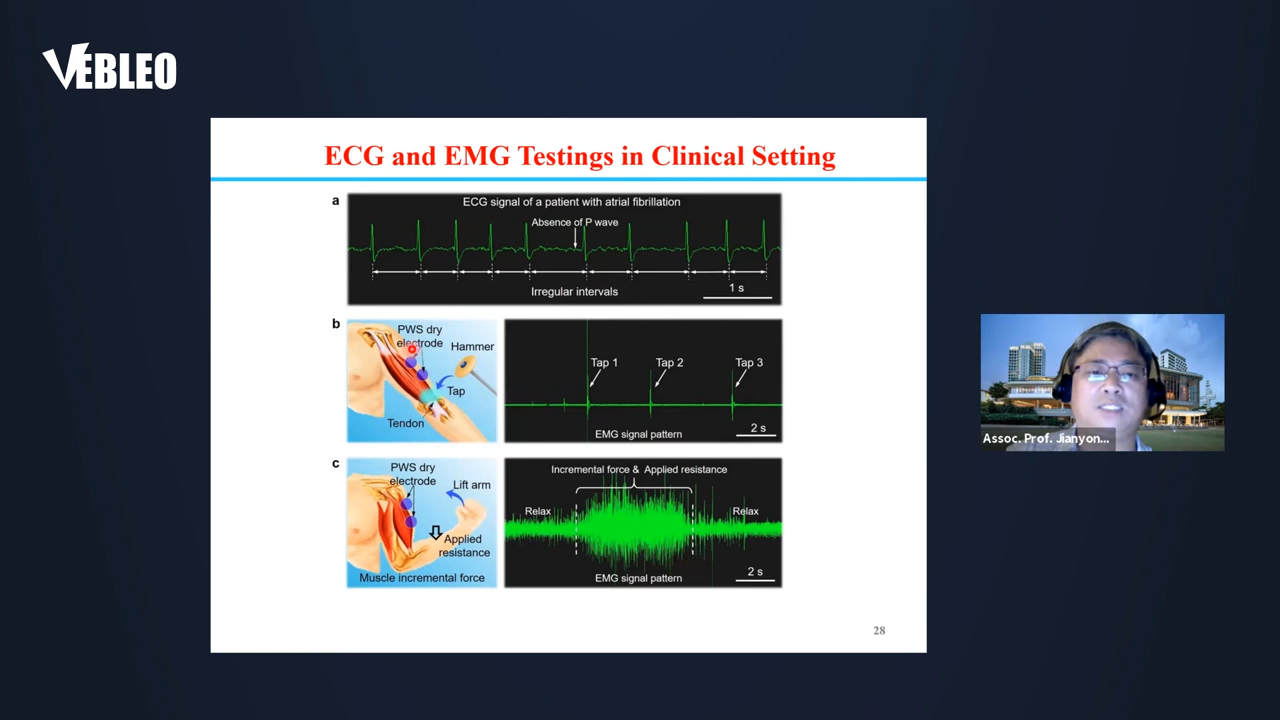 VEBLEO
ECG and EMG Testings in Clinical Setting
a
ECG signal of a patient with atrial fibrillation
Absence of P wave
Irregular intervals
1 s
b
PWS dry
electrode
Hammer
Tap
Tendon
Tap 1
Tap 2
Tap 3
EMG signal pattern
2 s
c
PWS dry
electrode
Lift arm
Applied
resistance
Muscle incremental force
Incremental force & Applied resistance
Relax
Relax
EMG signal pattern
2 s
28
Assoc. Prof. Jianyon...